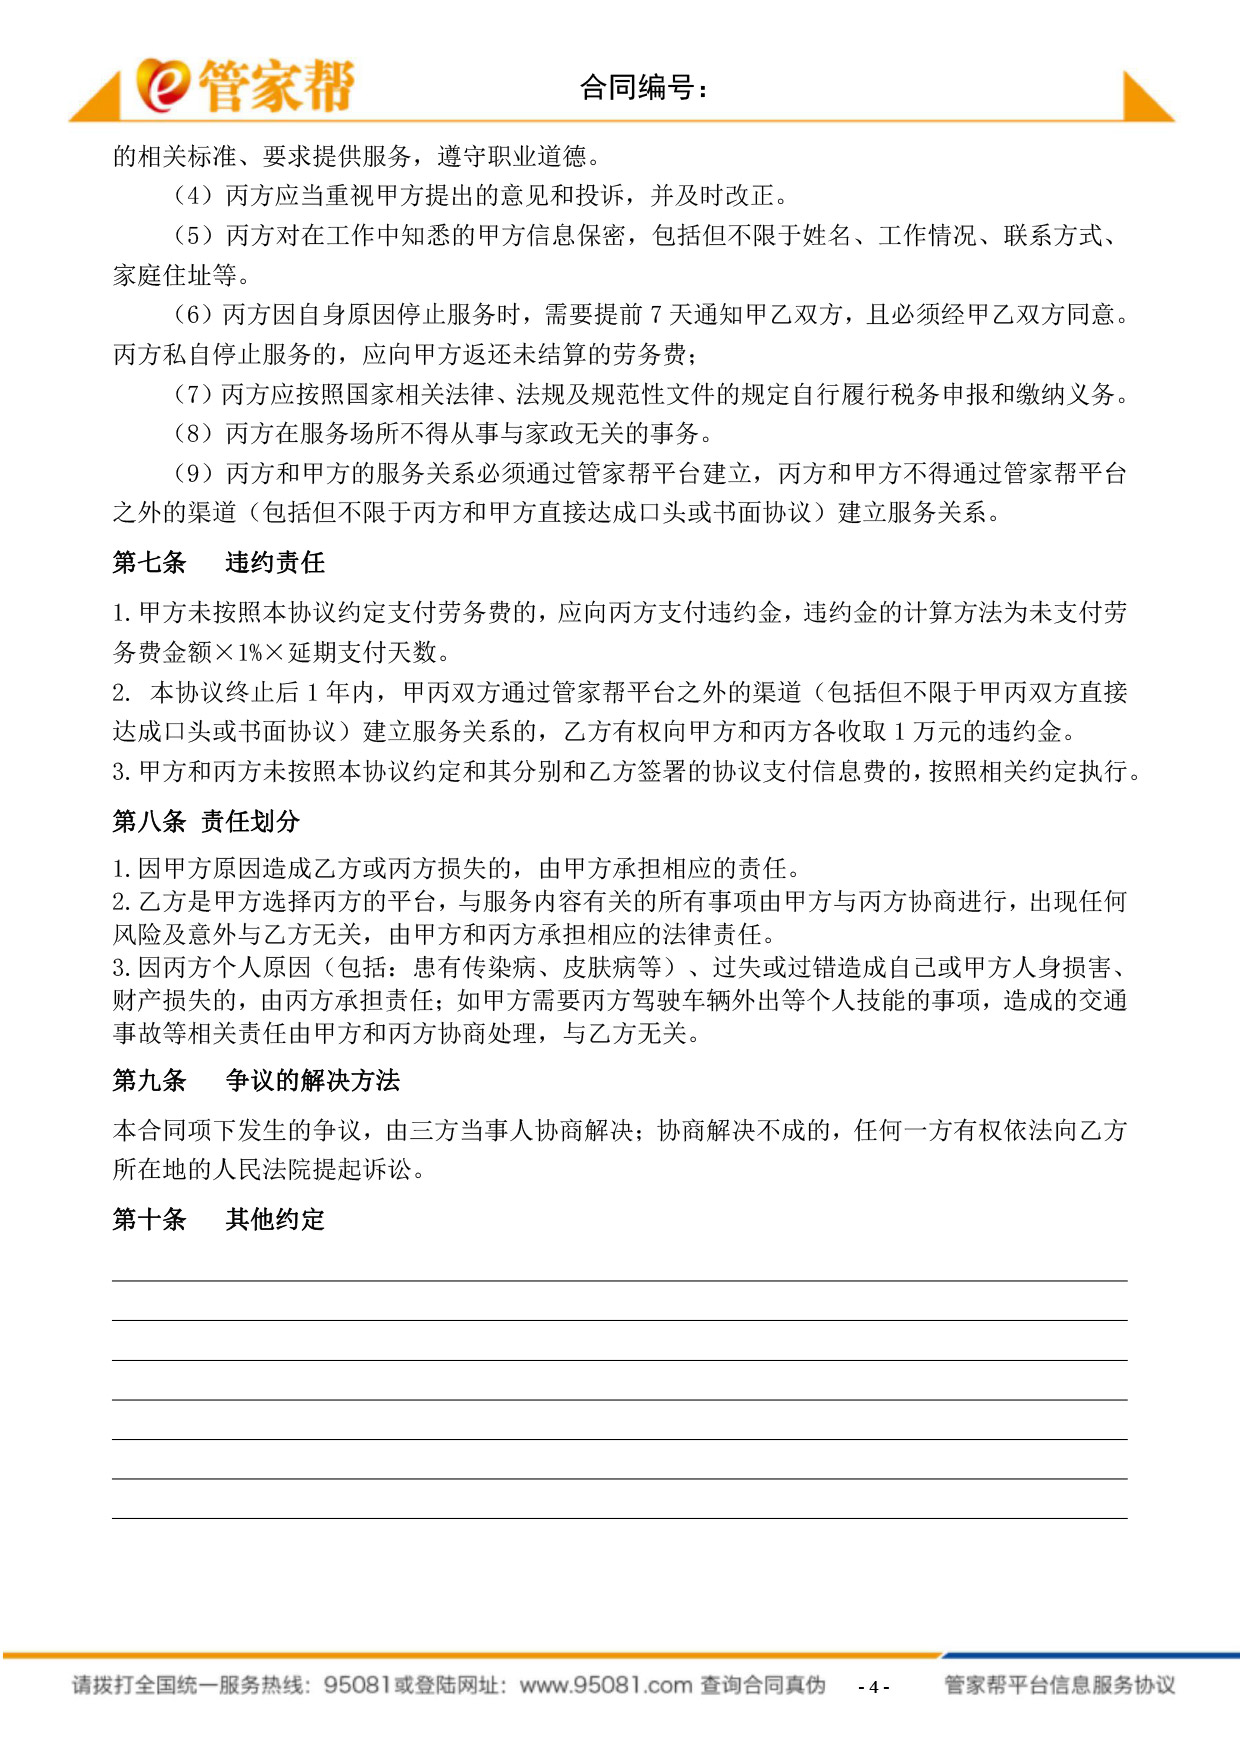 管家帮
合同编号：
的相关标准、要求提供服务，遵守职业道德。
（4）丙方应当重视甲方提出的意见和投诉，并及时改正。
（5）丙方对在工作中知悉的甲方信息保密，包括但不限于姓名、工作情况、联系方式、
家庭住址等。
（6）丙方因自身原因停止服务时，需要提前 7 天通知甲乙双方，且必须经甲乙双方同意。
丙方私自停止服务的，应向甲方返还未结算的劳务费；
（7）丙方应按照国家相关法律、法规及规范性文件的规定自行履行税务申报和缴纳义务。
（8）丙方在服务场所不得从事与家政无关的事务。
（9）丙方和甲方的服务关系必须通过管家帮平台建立，丙方和甲方不得通过管家帮平台
之外的渠道（包括但不限于丙方和甲方直接达成口头或书面协议）建立服务关系。
第七条 违约责任
1.甲方未按照本协议约定支付劳务费的，应向丙方支付违约金，违约金的计算方法为未支付劳
务费金额×1%×延期支付天数。
2. 本协议终止后 1 年内，甲丙双方通过管家帮平台之外的渠道（包括但不限于甲丙双方直接
达成口头或书面协议）建立服务关系的，乙方有权向甲方和丙方各收取 1 万元的违约金。
3.甲方和丙方未按照本协议约定和其分别和乙方签署的协议支付信息费的，按照相关约定执行。
第八条 责任划分
1.因甲方原因造成乙方或丙方损失的，由甲方承担相应的责任。
2.乙方是甲方选择丙方的平台，与服务内容有关的所有事项由甲方与丙方协商进行，出现任何
风险及意外与乙方无关，由甲方和丙方承担相应的法律责任。
3.因丙方个人原因（包括：患有传染病、皮肤病等）、过失或过错造成自己或甲方人身损害、
财产损失的，由丙方承担责任；如甲方需要丙方驾驶车辆外出等个人技能的事项，造成的交通
事故等相关责任由甲方和丙方协商处理，与乙方无关。
第九条 争议的解决方法
本合同项下发生的争议，由三方当事人协商解决；协商解决不成的，任何一方有权依法向乙方
所在地的人民法院提起诉讼。
第十条 其他约定
请拨打全国统一服务热线：95081或登陆网址：www.95081.com 查询合同真伪 - 4 - 管家帮平台信息服务协议